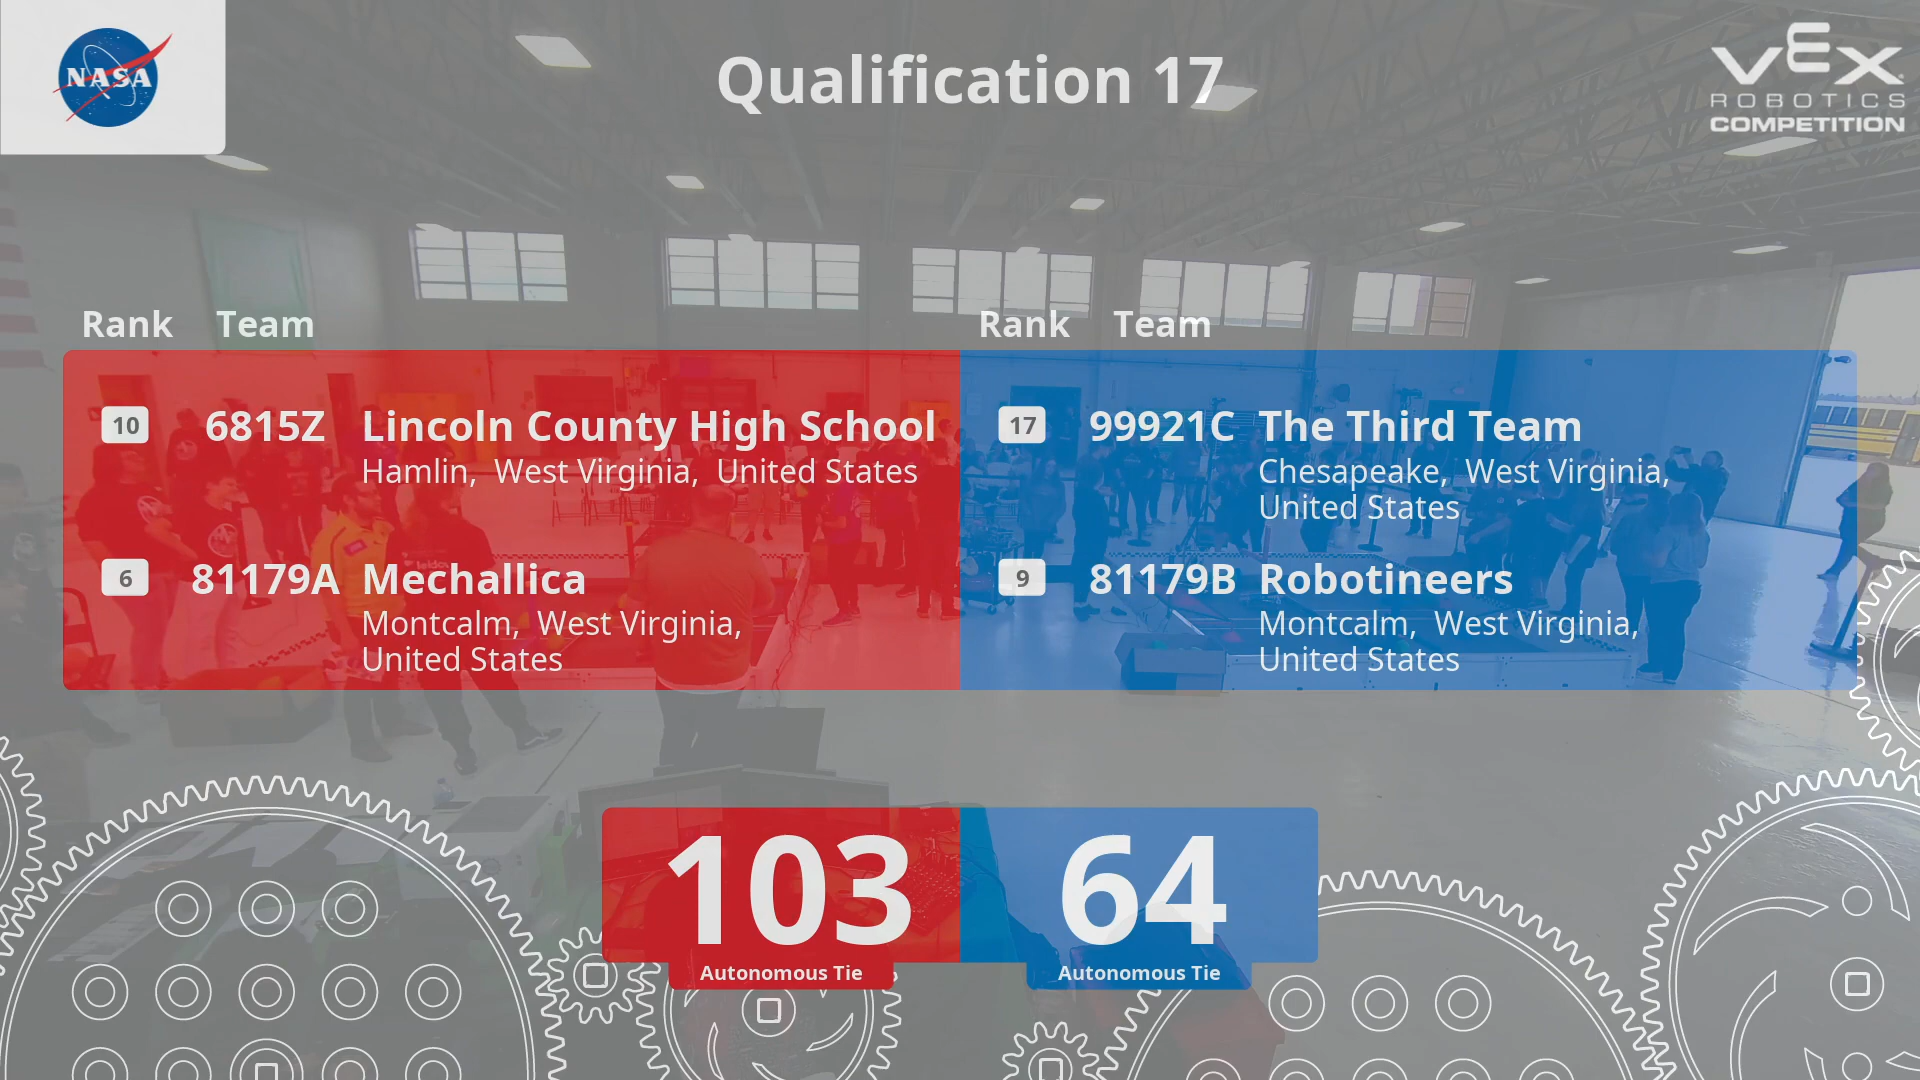 NASA
Qualification 17
VEX
ROBOTICS
COMPETITION
Rank Team
10 6815Z Lincoln County High School
Hamlin, West Virginia, United States
6 81179A Mechallica
Montcalm, West Virginia,
United States
Rank Team
17 99921C The Third Team
Chesapeake, West Virginia,
United States
9 81179B Robotineers
Montcalm, West Virginia,
United States
103 64
Autonomous Tie Autonomous Tie